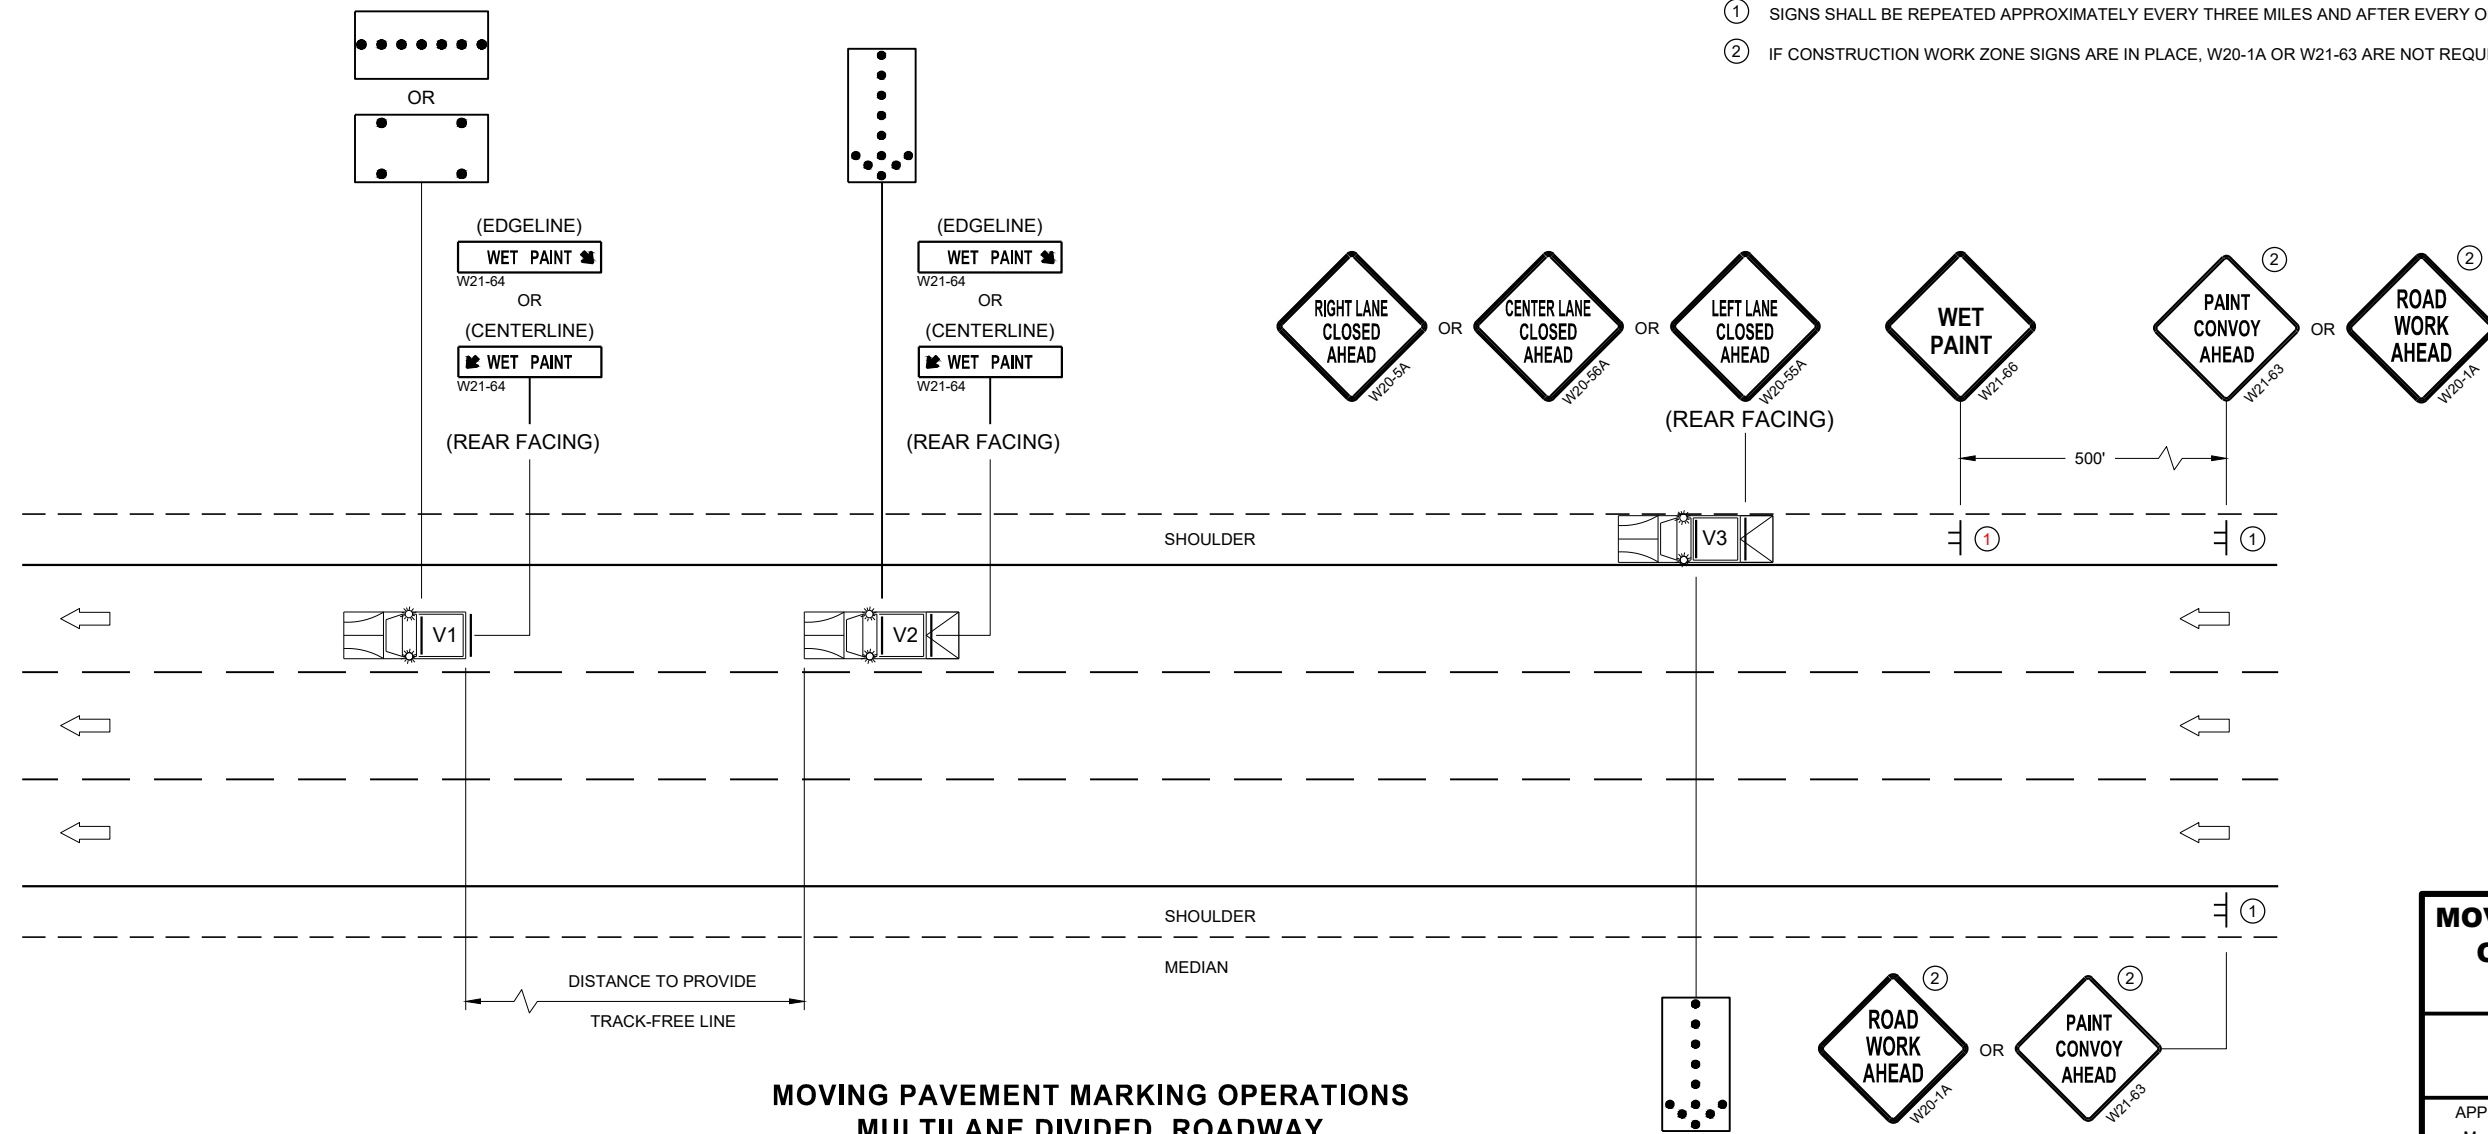 ① SIGNS SHALL BE REPEATED APPROXIMATELY EVERY THREE MILES AND AFTER EVERY
② IF CONSTRUCTION WORK ZONE SIGNS ARE IN PLACE, W20-1A OR W21-63 ARE NOT
OR
(EDGELINE)
WET PAINT
W21-64
OR
(CENTERLINE)
WET PAINT
W21-64
(REAR FACING)
(EDGELINE)
WET PAINT
W21-64
OR
(CENTERLINE)
WET PAINT
W21-64
(REAR FACING)
RIGHT LANE
CLOSED
AHEAD
W20-5A
OR
CENTER LANE
CLOSED
AHEAD
W20-56A
OR
LEFT LANE
CLOSED
AHEAD
W20-55A
(REAR FACING)
WET
PAINT
W21-66
②
PAINT
CONVOY
AHEAD
W21-63
OR
②
ROAD
WORK
AHEAD
W20-1A
500'
SHOULDER
V3
①
①
V1
V2
SHOULDER
①
MEDIAN
DISTANCE TO PROVIDE
TRACK-FREE LINE
②
ROAD
WORK
AHEAD
W20-1A
OR
②
PAINT
CONVOY
AHEAD
W21-63
MOVING PAVEMENT MARKING OPERATIONS
MULTILANE DIVIDED ROADWAY